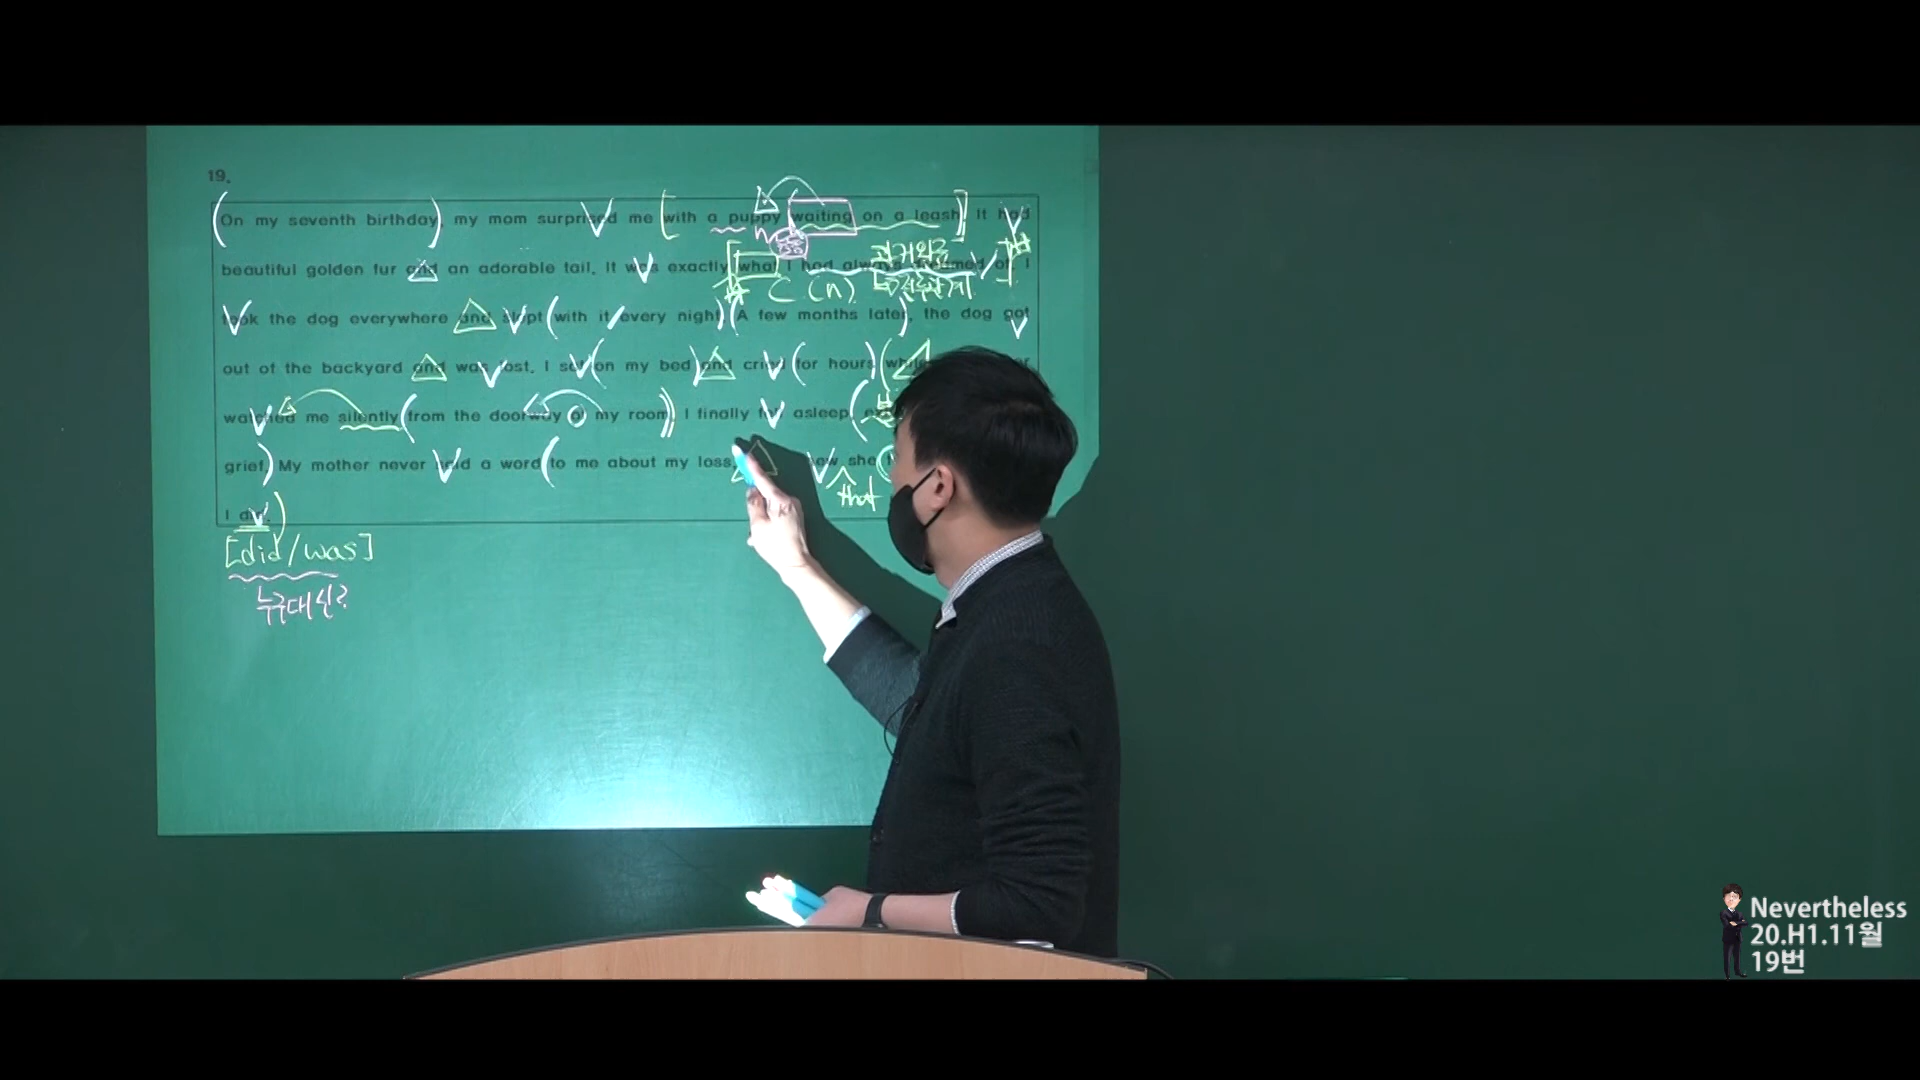 19.
On my seventh birthday, my mom surprised me with a puppy waiting on a leash. It had
beautiful golden fur and an adorable tail. It was exactly what I had always dreamed of. I
C (n)
took the dog everywhere and slept with it every night. A few months later, the dog got
out of the backyard and was lost. I sat on my bed and cried for hours while
watched me silently from the doorway of my room. I finally fell asleep,
grief. My mother never said a word to me about my loss, she
that
I did.
[did/was]
누구대신?
Nevertheless
20.H1.11월
19번